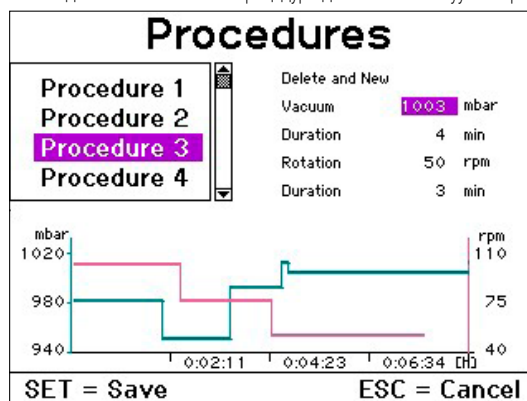 Procedures
Procedure 1
Procedure 2
Procedure 3
Procedure 4
Delete and New
Vacuum 1003 mbar
Duration 4 min
Rotation 50 rpm
Duration 3 min
mbar rpm
1020 110
980 75
940 0:02:11 0:04:23 0:06:34 [H] 40
SET = Save ESC = Cancel